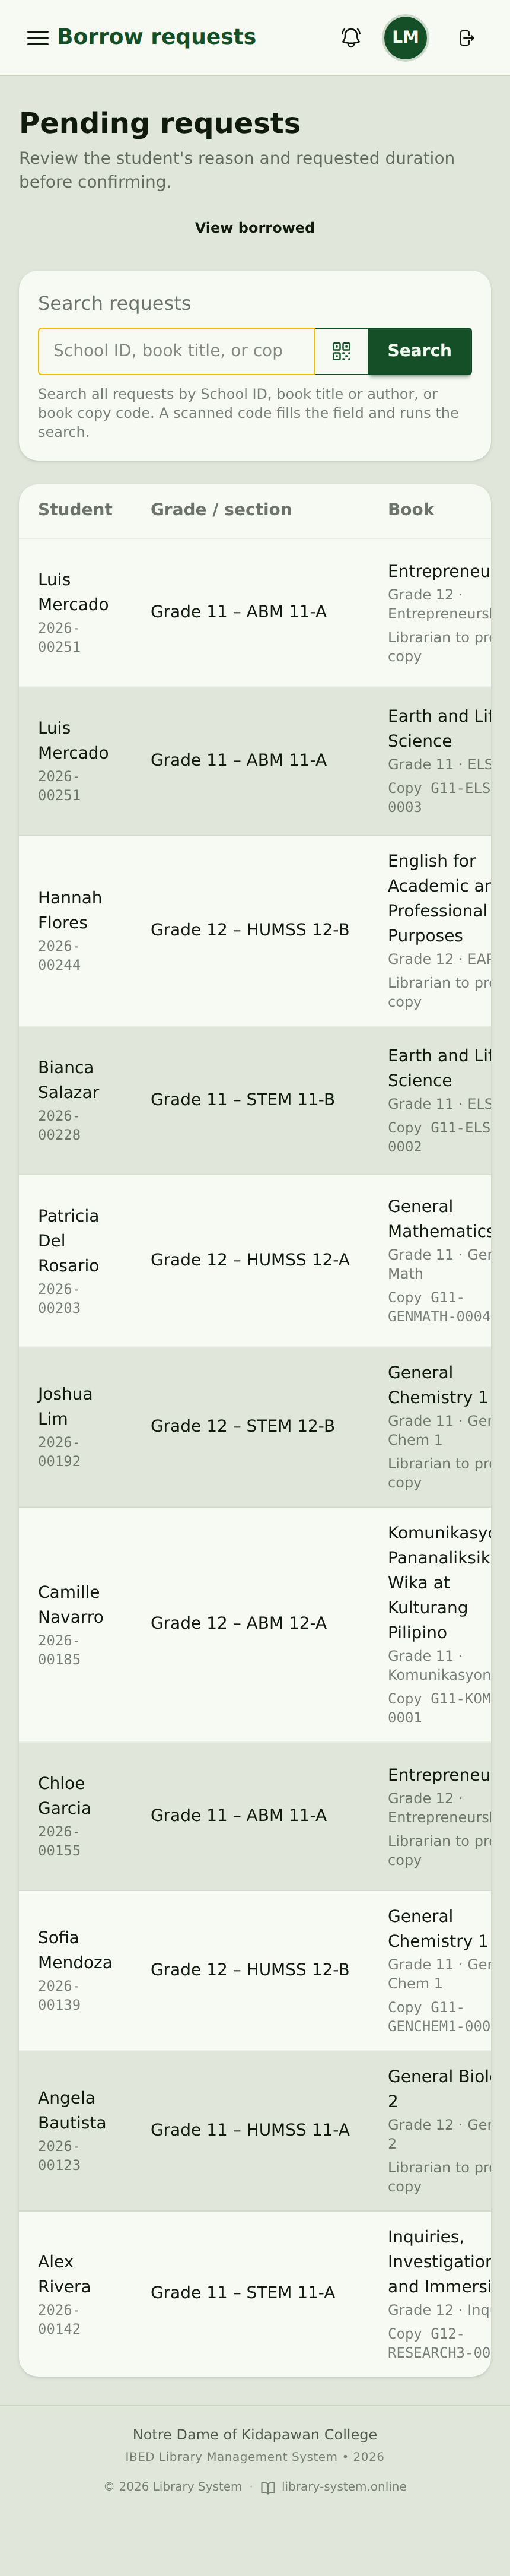 Borrow requests
LM
Pending requests
Review the student's reason and requested duration
before confirming.
View borrowed
Search requests
School ID, book title, or cop
Search
Search all requests by School ID, book title or author, or
book copy code. A scanned code fills the field and runs the
search.
Student Grade / section Book
Luis
Mercado
2026-
00251
Grade 11 – ABM 11-A
Entrepreneu
Grade 12 ·
Entrepreneurs
Librarian to pr
copy
Luis
Mercado
2026-
00251
Grade 11 – ABM 11-A
Earth and Lif
Science
Grade 11 · ELS
Copy G11-ELS
0003
Hannah
Flores
2026-
00244
Grade 12 – HUMSS 12-B
English for
Academic an
Professional
Purposes
Grade 12 · EAP
Librarian to pr
copy
Bianca
Salazar
2026-
00228
Grade 11 – STEM 11-B
Earth and Lif
Science
Grade 11 · ELS
Copy G11-ELS
0002
Patricia
Del
Rosario
2026-
00203
Grade 12 – HUMSS 12-A
General
Mathematics
Grade 11 · Gen
Math
Copy G11-
GENMATH-0004
Joshua
Lim
2026-
00192
Grade 12 – STEM 12-B
General
Chemistry 1
Grade 11 · Gen
Chem 1
Librarian to pr
copy
Camille
Navarro
2026-
00185
Grade 12 – ABM 12-A
Komunikasyo
Pananaliksik
Wika at
Kulturang
Pilipino
Grade 11 ·
Komunikasyon
Copy G11-KOM
0001
Chloe
Garcia
2026-
00155
Grade 11 – ABM 11-A
Entrepreneu
Grade 12 ·
Entrepreneurs
Librarian to pr
copy
Sofia
Mendoza
2026-
00139
Grade 12 – HUMSS 12-B
General
Chemistry 1
Grade 11 · Gen
Chem 1
Copy G11-
GENCHEM1-000
Angela
Bautista
2026-
00123
Grade 11 – HUMSS 11-A
General Biolo
2
Grade 12 · Gen
2
Librarian to pr
copy
Alex
Rivera
2026-
00142
Grade 11 – STEM 11-A
Inquiries,
Investigation
and Immersi
Grade 12 · Inq
Copy G12-
RESEARCH3-00
Notre Dame of Kidapawan College
IBED Library Management System • 2026
© 2026 Library System · library-system.online